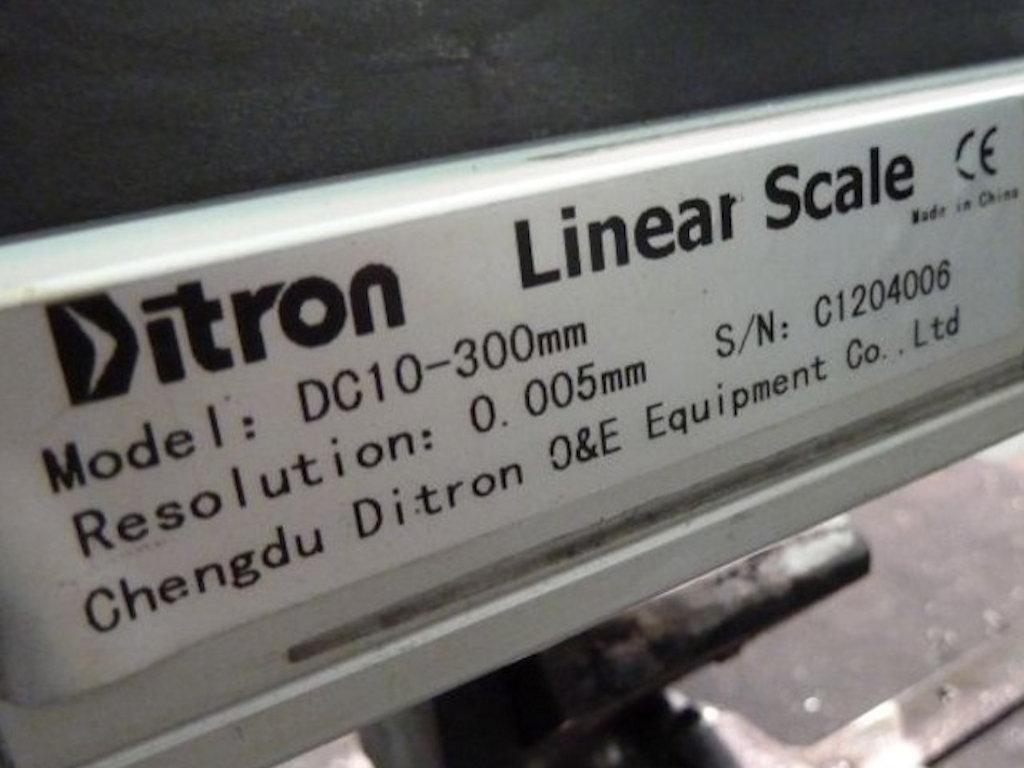 Ditron Linear Scale CE
Made in China
Model: DC10-300mm S/N: C1204006
Resolution: 0.005mm
Chengdu Ditron O&E Equipment Co.,Ltd